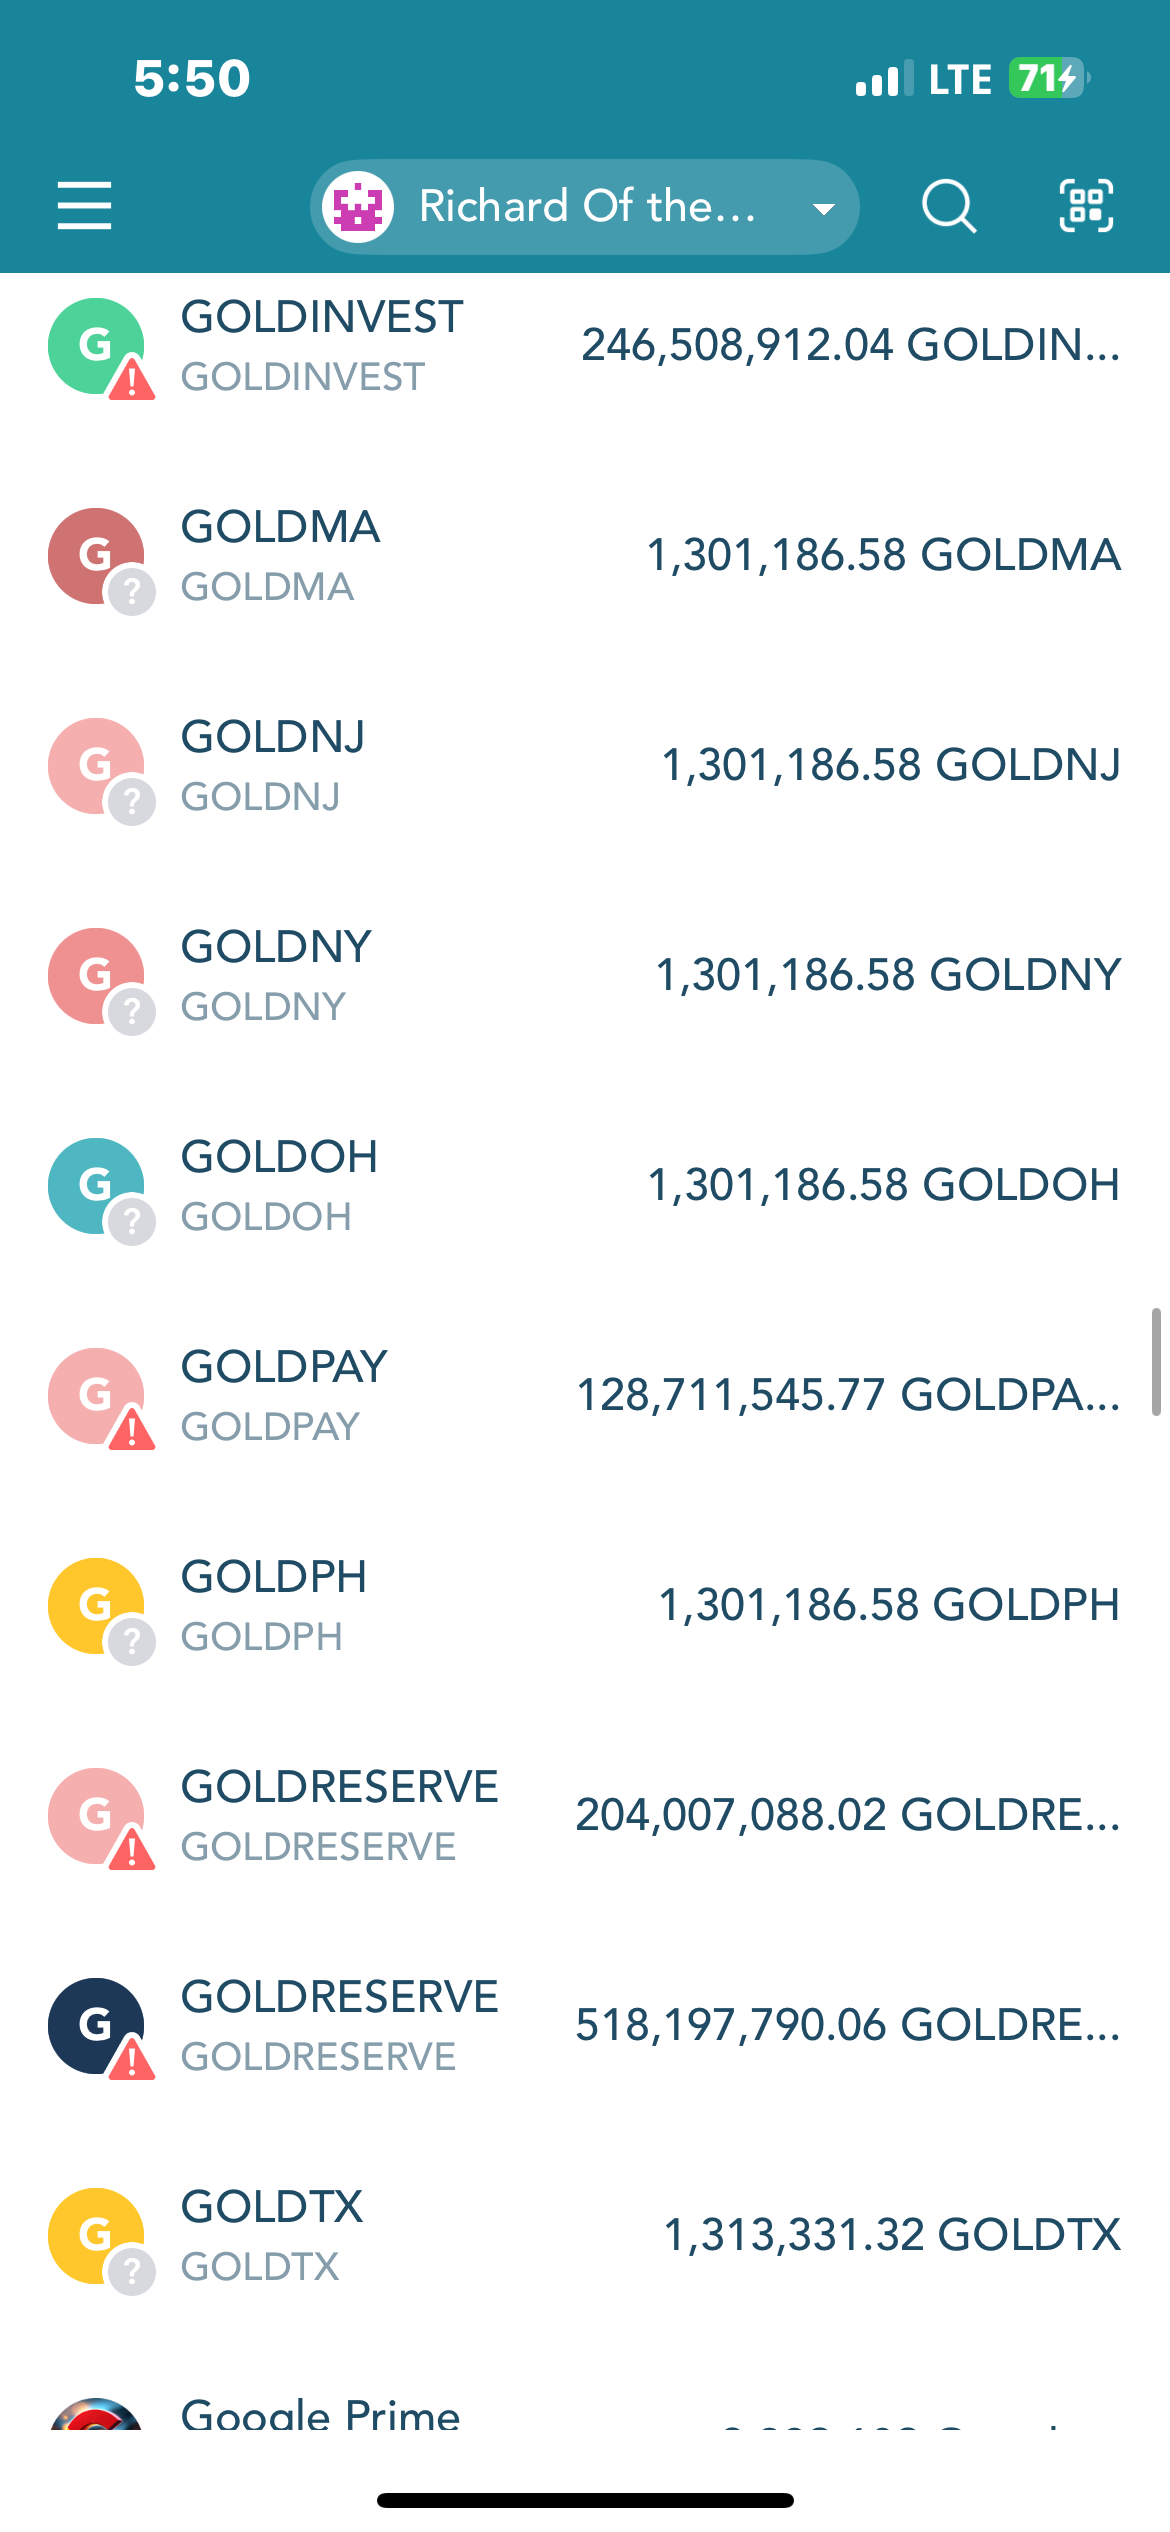 5:50
LTE 71
Richard Of the...
G GOLDINVEST
GOLDINVEST
246,508,912.04 GOLDIN...
G GOLDMA
GOLDMA
1,301,186.58 GOLDMA
G GOLDNJ
GOLDNJ
1,301,186.58 GOLDNJ
G GOLDNY
GOLDNY
1,301,186.58 GOLDNY
G GOLDOH
GOLDOH
1,301,186.58 GOLDOH
G GOLDPAY
GOLDPAY
128,711,545.77 GOLDPA...
G GOLDPH
GOLDPH
1,301,186.58 GOLDPH
G GOLDRESERVE
GOLDRESERVE
204,007,088.02 GOLDRE...
G GOLDRESERVE
GOLDRESERVE
518,197,790.06 GOLDRE...
G GOLDTX
GOLDTX
1,313,331.32 GOLDTX
Google Prime